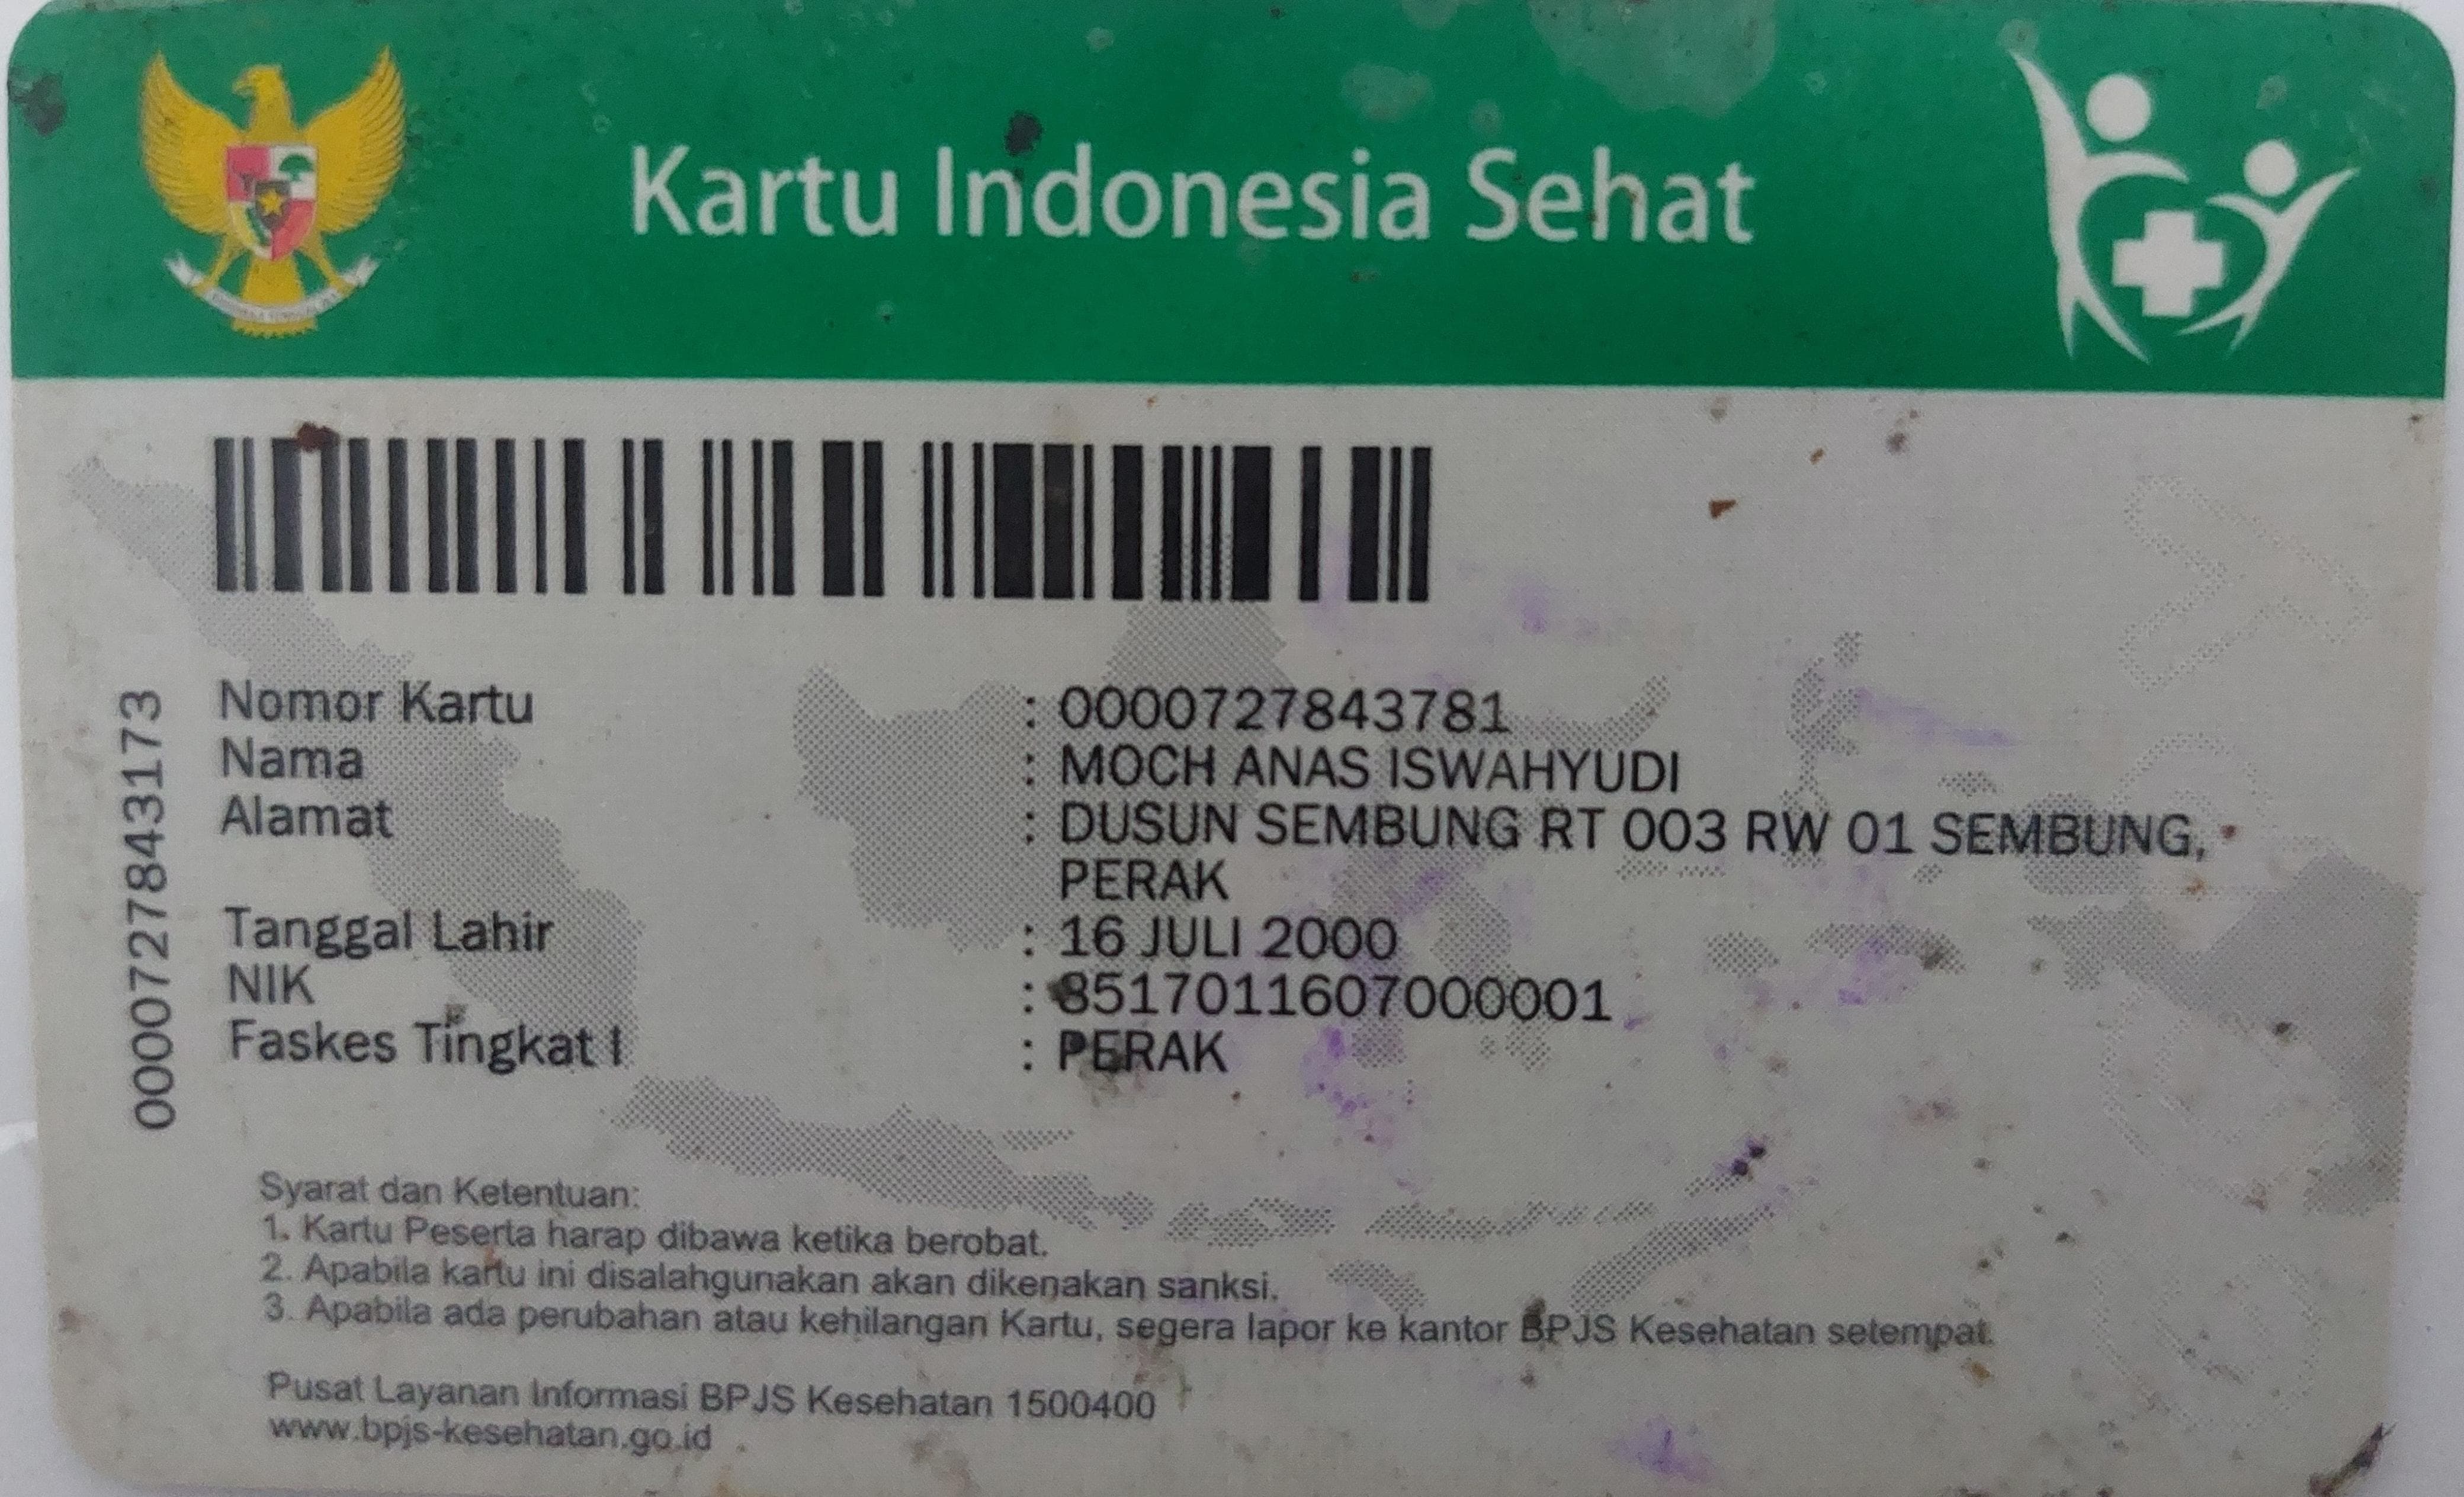 Kartu Indonesia Sehat
Nomor Kartu : 0000727843781
Nama : MOCH ANAS ISWAHYUDI
Alamat : DUSUN SEMBUNG RT 003 RW 01 SEMBUNG,
PERAK
Tanggal Lahir : 16 JULI 2000
NIK : 8517011607000001
Faskes Tingkat I : PERAK
0000727843173
Syarat dan Ketentuan:
1. Kartu Peserta harap dibawa ketika berobat.
2. Apabila kartu ini disalahgunakan akan dikenakan sanksi.
3. Apabila ada perubahan atau kehilangan Kartu, segera lapor ke kantor BPJS Kesehatan setempat.
Pusat Layanan Informasi BPJS Kesehatan 1500400
www.bpjs-kesehatan.go.id